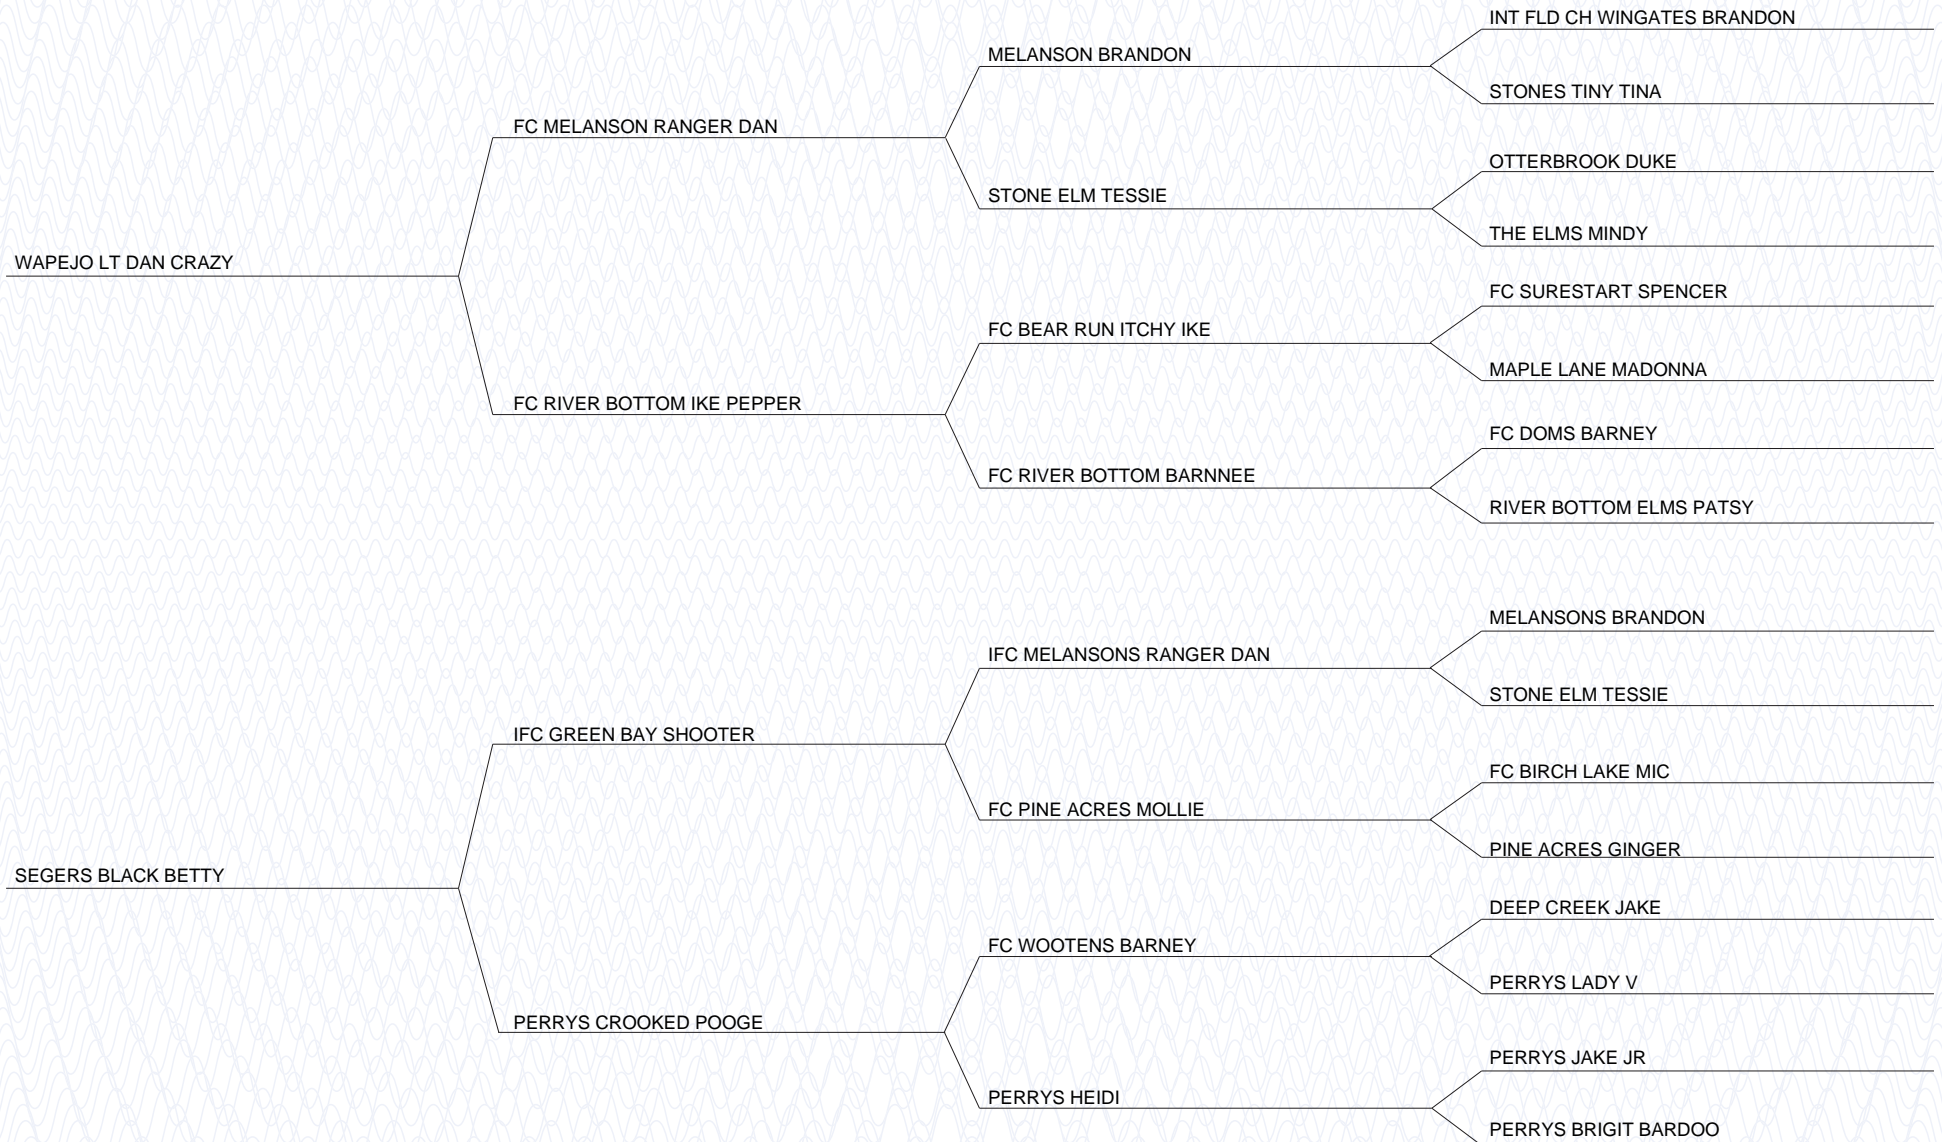 INT FLD CH WINGATES BRANDON
MELANSON BRANDON
STONES TINY TINA
FC MELANSON RANGER DAN
OTTERBROOK DUKE
STONE ELM TESSIE
THE ELMS MINDY
WAPEJO LT DAN CRAZY
FC SURESTART SPENCER
FC BEAR RUN ITCHY IKE
MAPLE LANE MADONNA
FC RIVER BOTTOM IKE PEPPER
FC DOMS BARNEY
FC RIVER BOTTOM BARNNEE
RIVER BOTTOM ELMS PATSY
MELANSONS BRANDON
IFC MELANSONS RANGER DAN
STONE ELM TESSIE
IFC GREEN BAY SHOOTER
FC BIRCH LAKE MIC
FC PINE ACRES MOLLIE
PINE ACRES GINGER
SEGERS BLACK BETTY
DEEP CREEK JAKE
FC WOOTENS BARNEY
PERRYS LADY V
PERRYS CROOKED POOGE
PERRYS JAKE JR
PERRYS HEIDI
PERRYS BRIGIT BARDOO